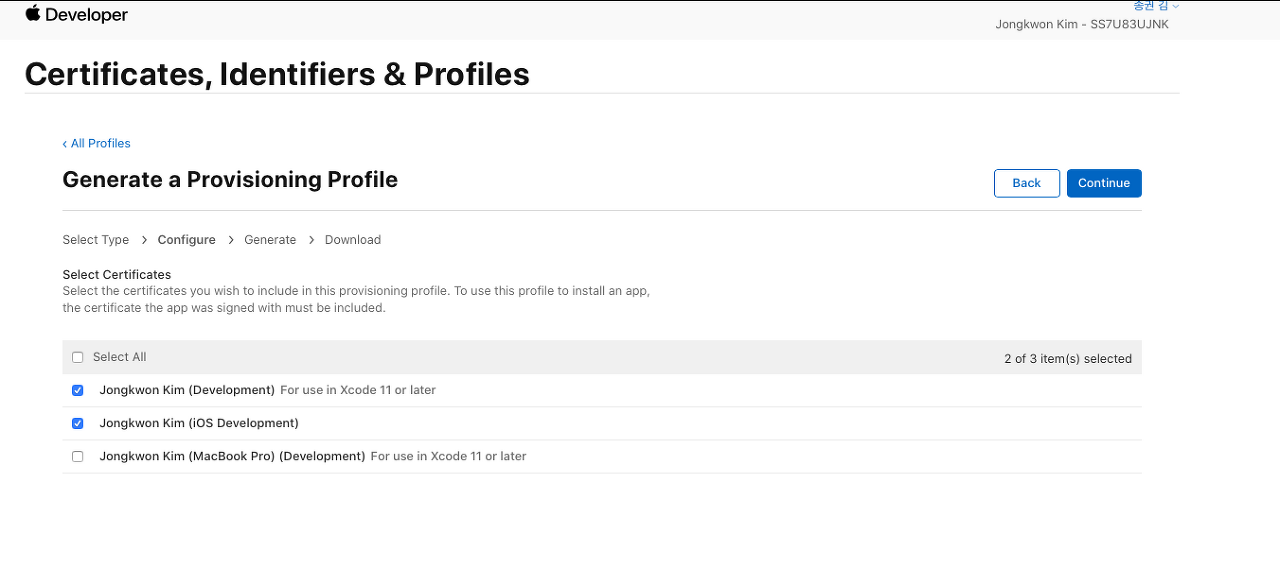 Developer
송권 김
Jongkwon Kim - SS7U83UJNK
Certificates, Identifiers & Profiles
‹ All Profiles
Generate a Provisioning Profile
Back
Continue
Select Type > Configure > Generate > Download
Select Certificates
Select the certificates you wish to include in this provisioning profile. To use this profile to install an app,
the certificate the app was signed with must be included.
Select All
2 of 3 item(s) selected
Jongkwon Kim (Development) For use in Xcode 11 or later
Jongkwon Kim (iOS Development)
Jongkwon Kim (MacBook Pro) (Development) For use in Xcode 11 or later